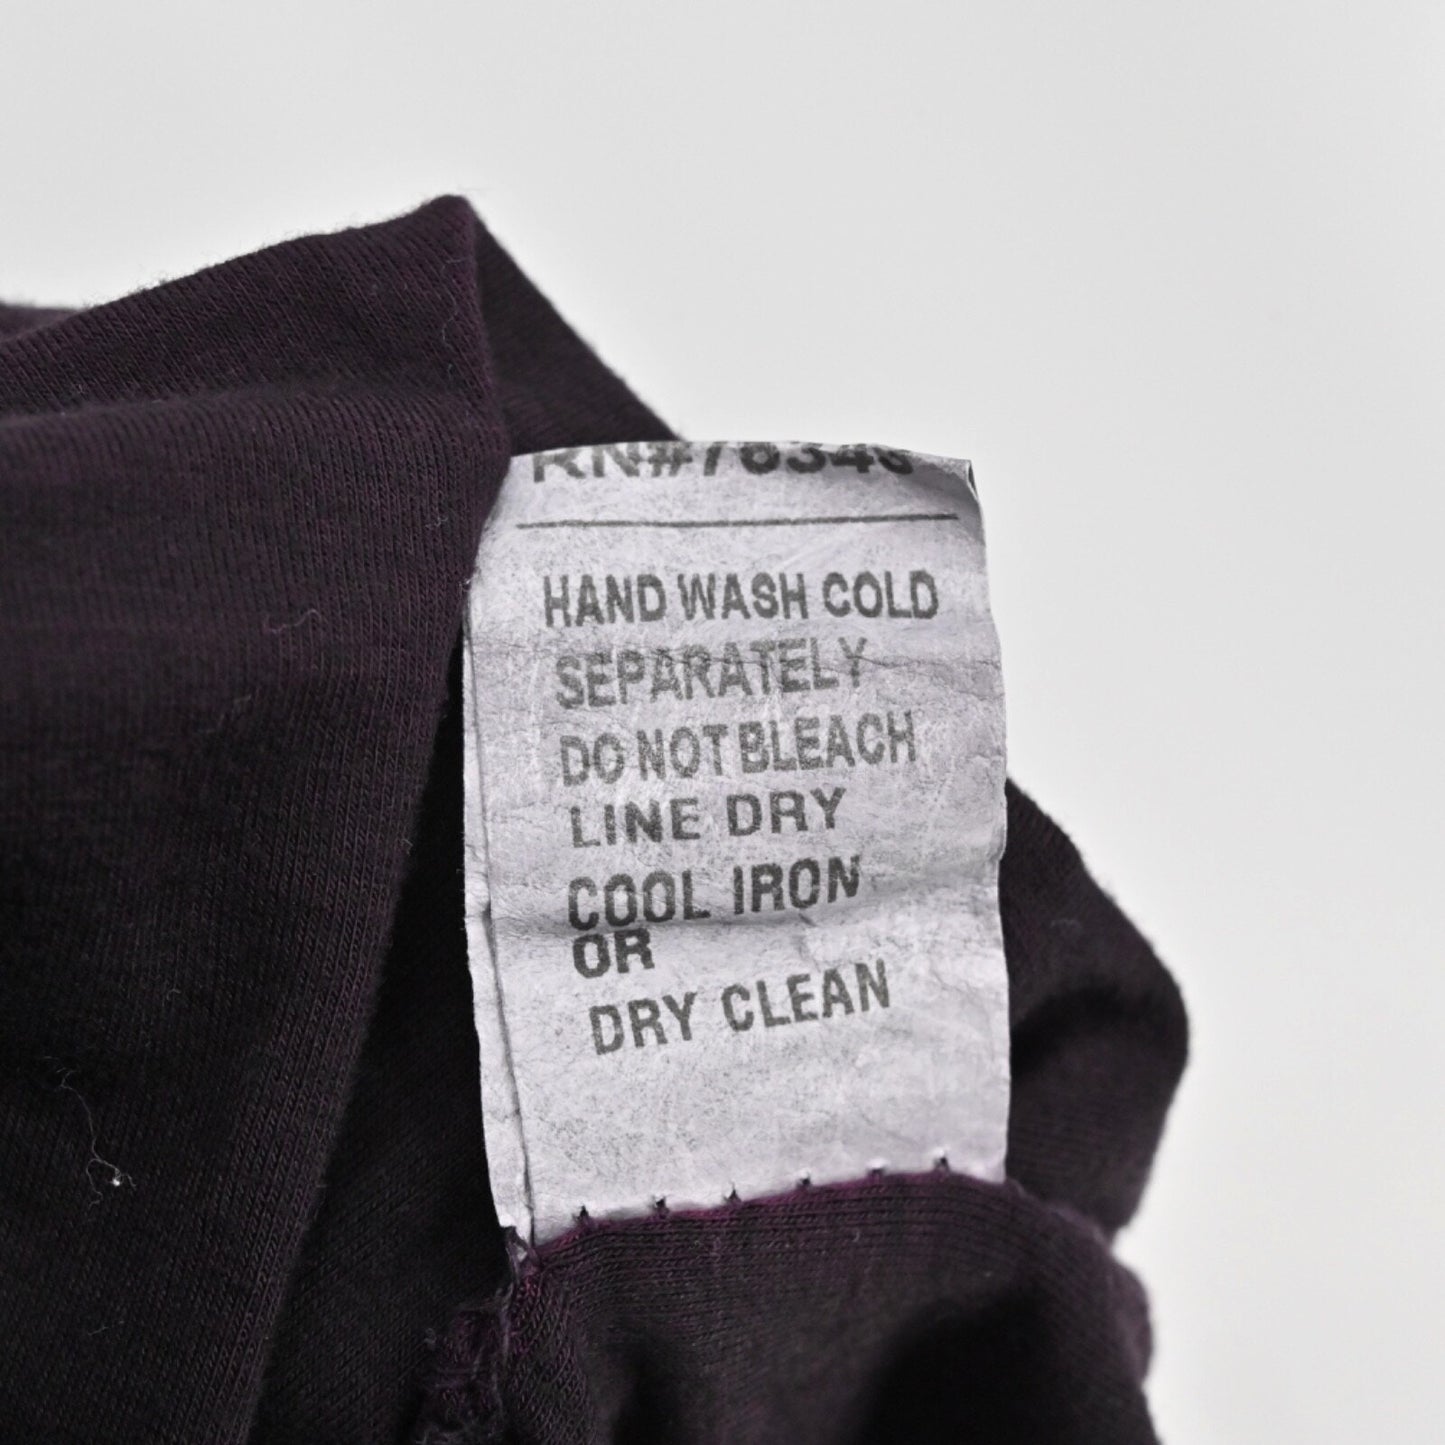 HAND WASH COLD
SEPARATELY
DO NOT BLEACH
LINE DRY
COOL IRON
OR
DRY CLEAN